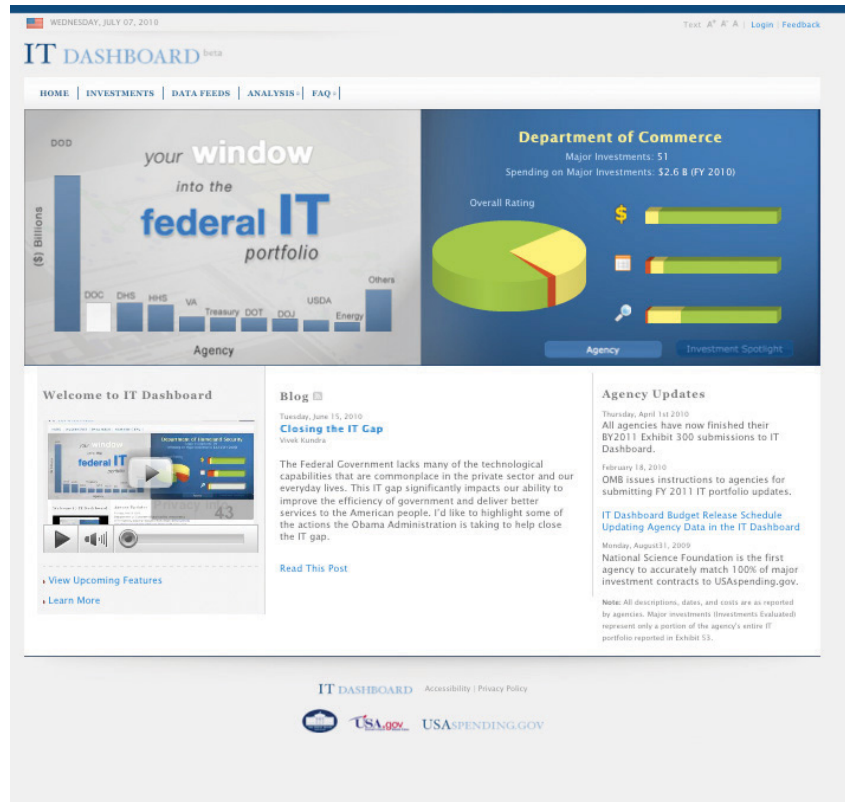 WEDNESDAY, JULY 07, 2010
Text A A A | Login | Feedback
IT DASHBOARD beta
HOME | INVESTMENTS | DATA FEEDS | ANALYSIS | FAQ
your window
into the
federal IT
portfolio
($) Billions
DOD
DOC
DHS
HHS
VA
Treasury
DOT
DOJ
USDA
Energy
Others
Agency
Department of Commerce
Major Investments: 51
Spending on Major Investments: $2.6 B (FY 2010)
Overall Rating
$
Agency
Investment Spotlight
Welcome to IT Dashboard
your window
federal IT
Department of Homeland Security
43
View Upcoming Features
Learn More
Blog
Tuesday, June 15, 2010
Closing the IT Gap
Vivek Kundra
The Federal Government lacks many of the technological
capabilities that are commonplace in the private sector and our
everyday lives. This IT gap significantly impacts our ability to
improve the efficiency of government and deliver better
services to the American people. I'd like to highlight some of
the actions the Obama Administration is taking to help close
the IT gap.
Read This Post
Agency Updates
Thursday, April 1st 2010
All agencies have now finished their
BY2011 Exhibit 300 submissions to IT
Dashboard.
February 18, 2010
OMB issues instructions to agencies for
submitting FY 2011 IT portfolio updates.
IT Dashboard Budget Release Schedule
Updating Agency Data in the IT Dashboard
Monday, August31, 2009
National Science Foundation is the first
agency to accurately match 100% of major
investment contracts to USAspending.gov.
Note: All descriptions, dates, and costs are as reported
by agencies. Major investments (Investments Evaluated)
represent only a portion of the agency's entire IT
portfolio reported in Exhibit 53.
IT DASHBOARD Accessibility | Privacy Policy
USA.gov USASPENDING.GOV